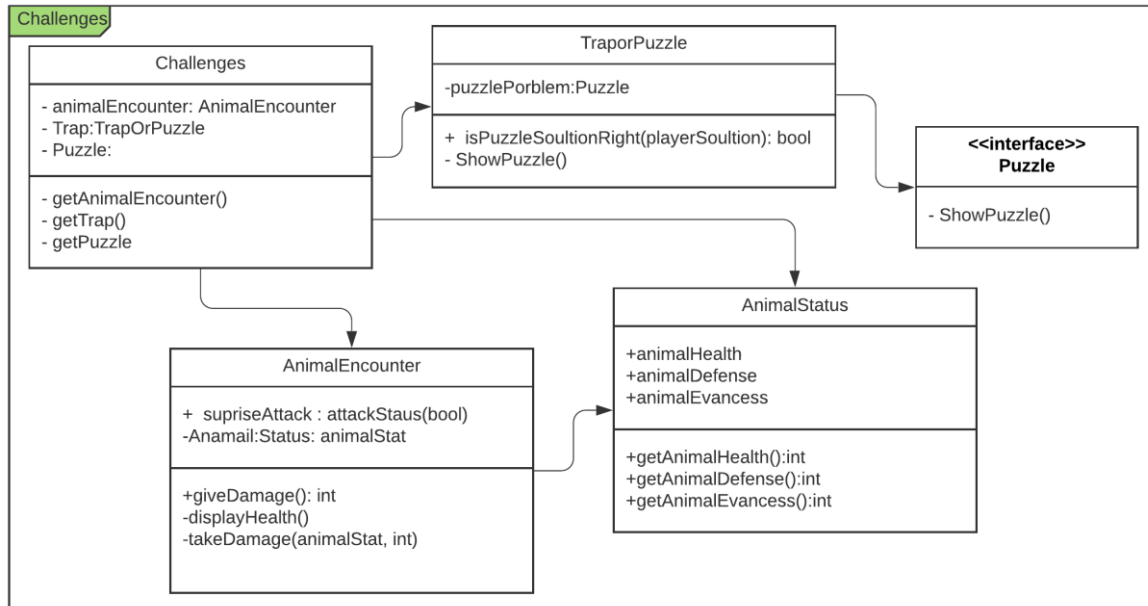 Challenges
Challenges
- animalEncounter: AnimalEncounter
- Trap:TrapOrPuzzle
- Puzzle:
- getAnimalEncounter()
- getTrap()
- getPuzzle
TraporPuzzle
-puzzlePorblem:Puzzle
+ isPuzzleSoultionRight(playerSoultion): bool
- ShowPuzzle()
<<interface>>
Puzzle
- ShowPuzzle()
AnimalEncounter
+ supriseAttack : attackStaus(bool)
-Anamail:Status: animalStat
+giveDamage(): int
-displayHealth()
-takeDamage(animalStat, int)
AnimalStatus
+animalHealth
+animalDefense
+animalEvancess
+getAnimalHealth():int
+getAnimalDefense():int
+getAnimalEvancess():int